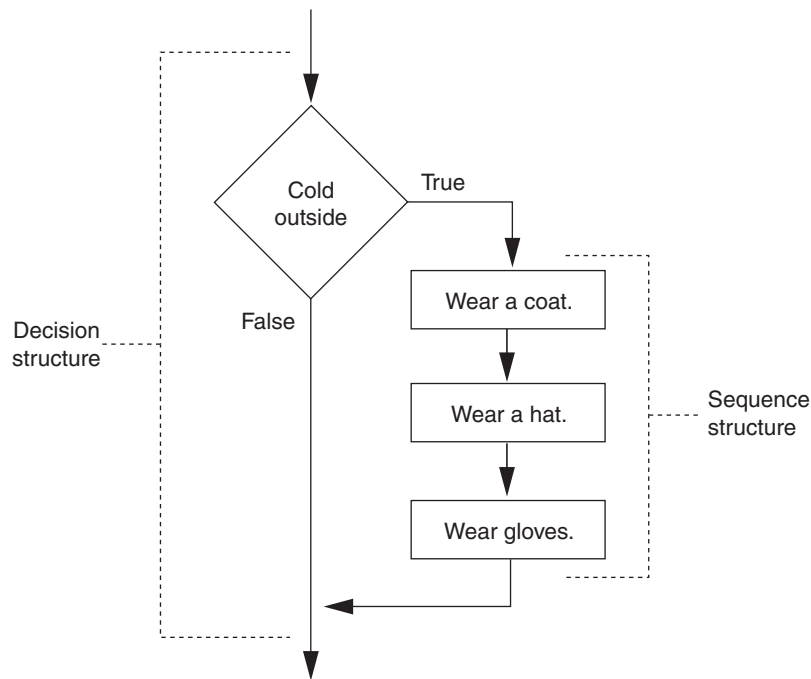 Cold
outside
True
Wear a coat.
False
Decision
structure
Wear a hat.
Sequence
structure
Wear gloves.